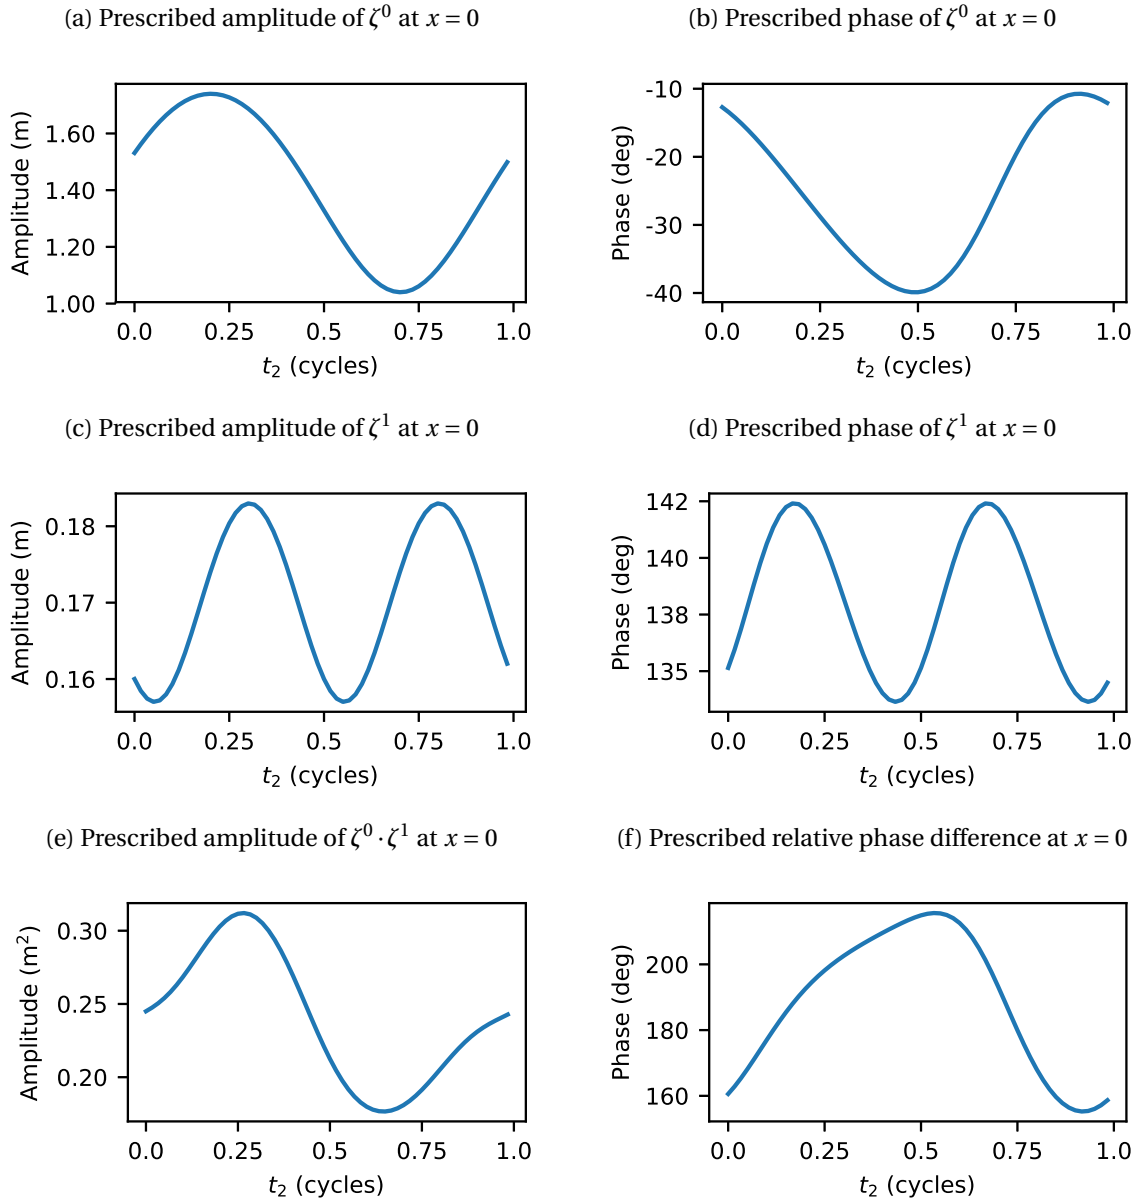 (a) Prescribed amplitude of ζ⁰ at x = 0
(b) Prescribed phase of ζ⁰ at x = 0
Amplitude (m)
1.60
1.40
1.20
1.00
0.0 0.25 0.5 0.75 1.0
t₂ (cycles)
Phase (deg)
-10
-20
-30
-40
0.0 0.25 0.5 0.75 1.0
t₂ (cycles)
(c) Prescribed amplitude of ζ¹ at x = 0
(d) Prescribed phase of ζ¹ at x = 0
Amplitude (m)
0.18
0.17
0.16
0.0 0.25 0.5 0.75 1.0
t₂ (cycles)
Phase (deg)
142
140
138
135
0.0 0.25 0.5 0.75 1.0
t₂ (cycles)
(e) Prescribed amplitude of ζ⁰ · ζ¹ at x = 0
(f) Prescribed relative phase difference at x = 0
Amplitude (m²)
0.30
0.25
0.20
0.0 0.25 0.5 0.75 1.0
t₂ (cycles)
Phase (deg)
200
180
160
0.0 0.25 0.5 0.75 1.0
t₂ (cycles)